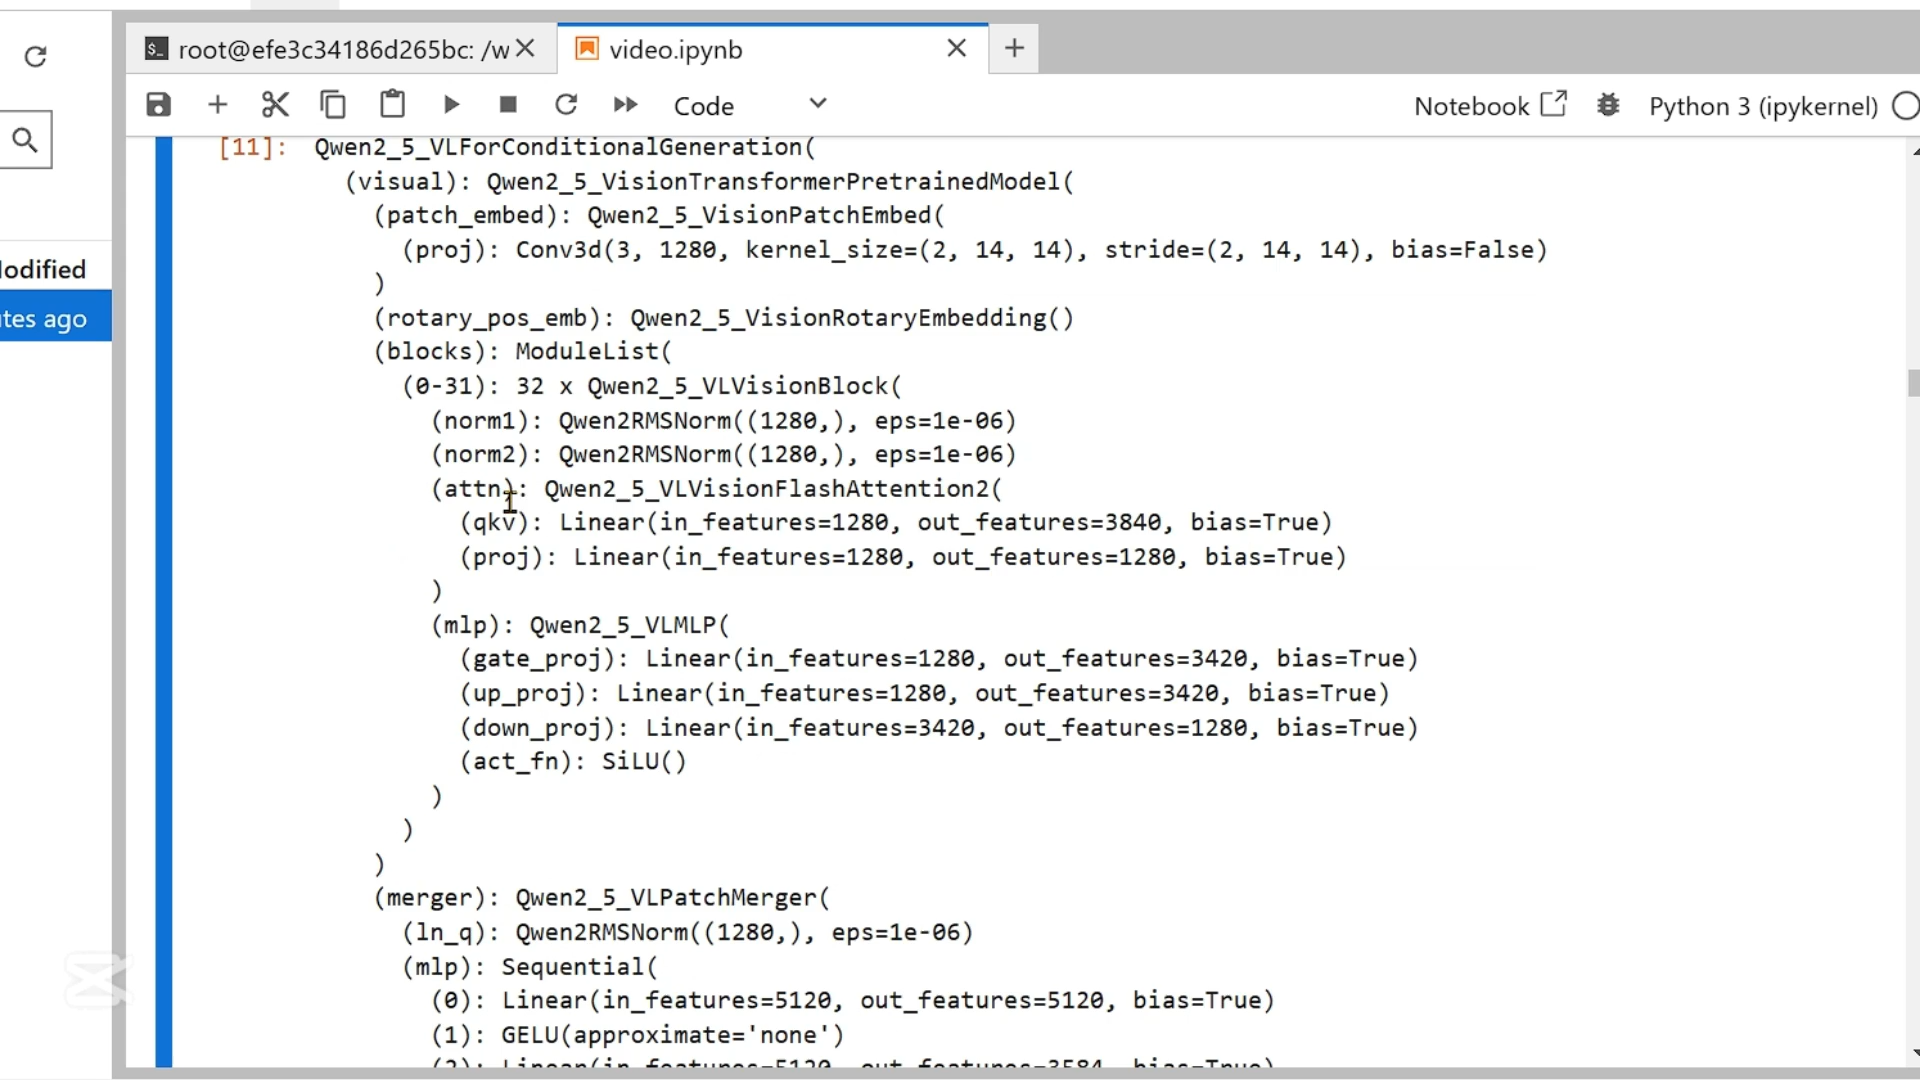 root@efe3c34186d265bc: /w
video.ipynb
Code
Notebook
Python 3 (ipykernel)
[11]: Qwen2_5_VLForConditionalGeneration(
(visual): Qwen2_5_VisionTransformerPretrainedModel(
(patch_embed): Qwen2_5_VisionPatchEmbed(
(proj): Conv3d(3, 1280, kernel_size=(2, 14, 14), stride=(2, 14, 14), bias=False)
)
(rotary_pos_emb): Qwen2_5_VisionRotaryEmbedding()
(blocks): ModuleList(
(0-31): 32 x Qwen2_5_VLVisionBlock(
(norm1): Qwen2RMSNorm((1280,), eps=1e-06)
(norm2): Qwen2RMSNorm((1280,), eps=1e-06)
(attn): Qwen2_5_VLVisionFlashAttention2(
(qkv): Linear(in_features=1280, out_features=3840, bias=True)
(proj): Linear(in_features=1280, out_features=1280, bias=True)
)
(mlp): Qwen2_5_VLMLP(
(gate_proj): Linear(in_features=1280, out_features=3420, bias=True)
(up_proj): Linear(in_features=1280, out_features=3420, bias=True)
(down_proj): Linear(in_features=3420, out_features=1280, bias=True)
(act_fn): SiLU()
)
)
)
(merger): Qwen2_5_VLPatchMerger(
(ln_q): Qwen2RMSNorm((1280,), eps=1e-06)
(mlp): Sequential(
(0): Linear(in_features=5120, out_features=5120, bias=True)
(1): GELU(approximate='none')
(2): Linear(in_features=5120, out_features=3584, bias=True)
odified
tes ago